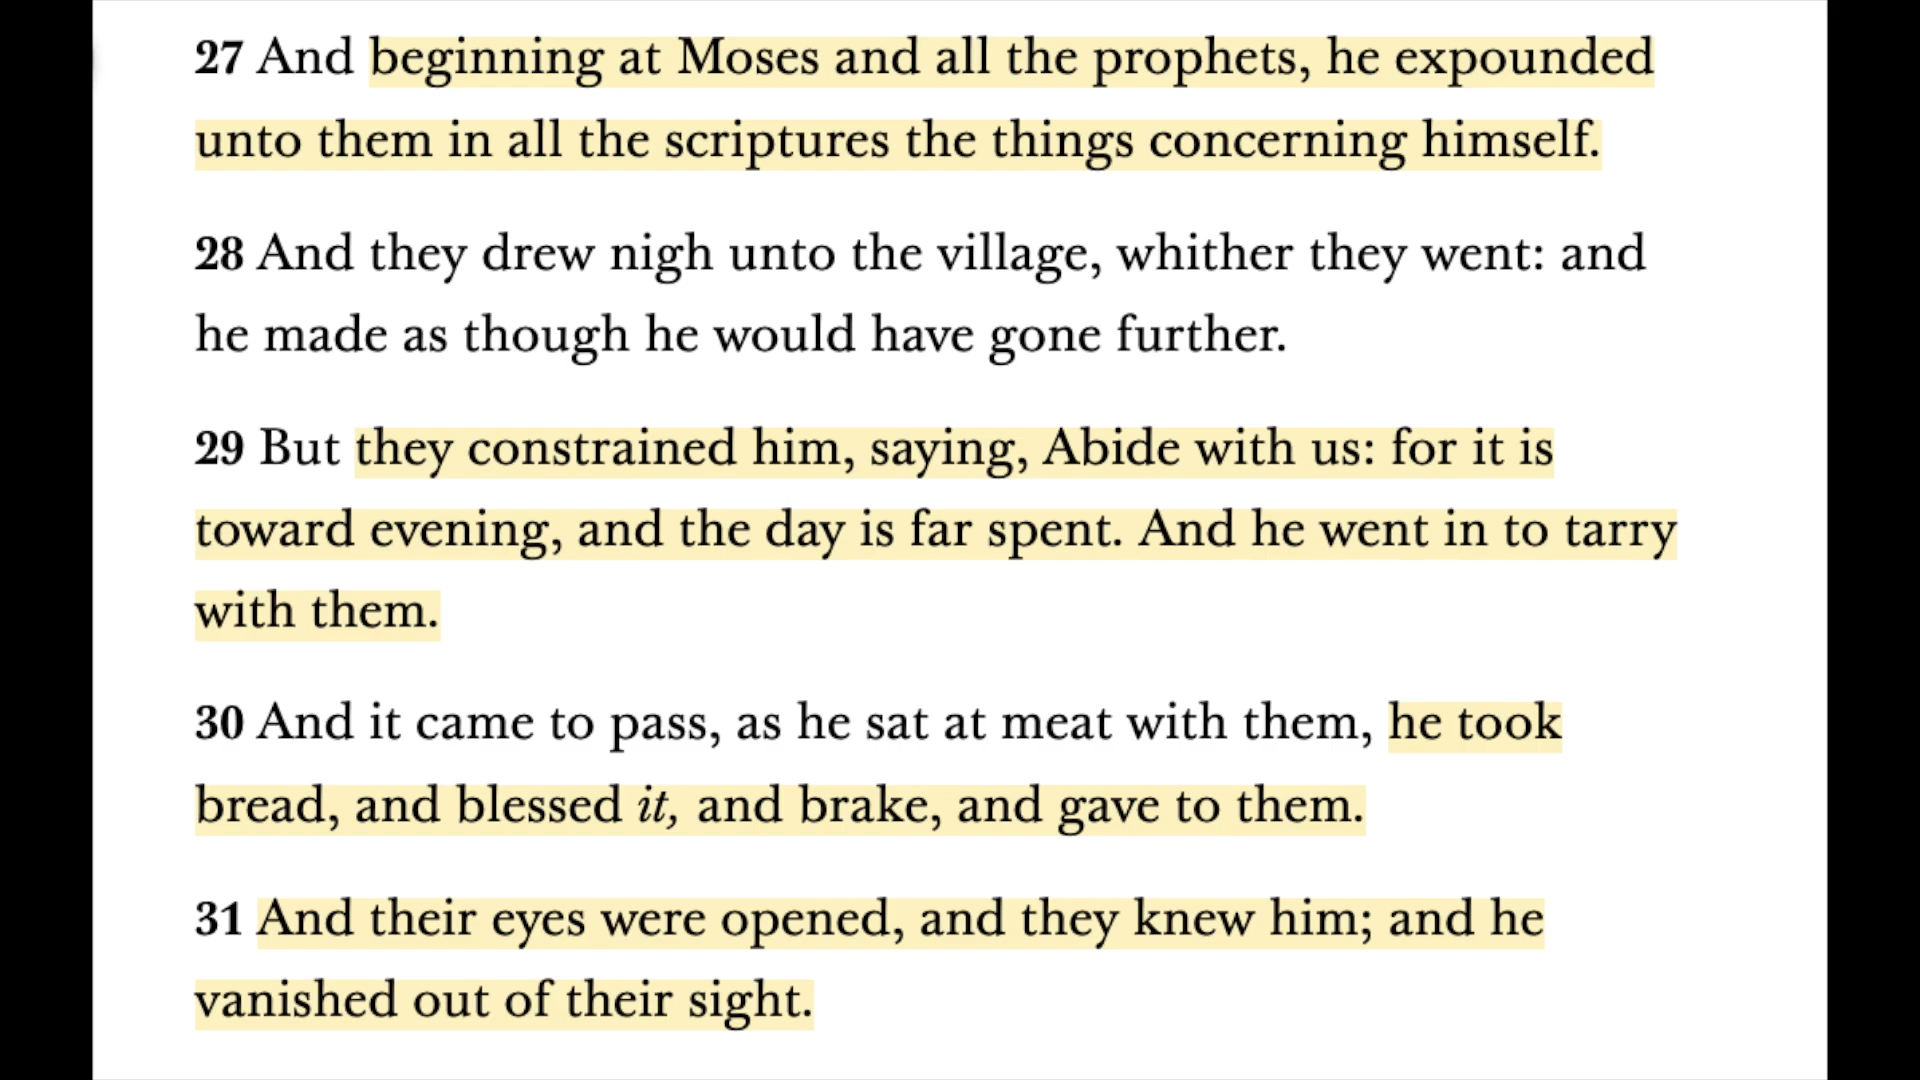 27 And beginning at Moses and all the prophets, he expounded
unto them in all the scriptures the things concerning himself.
28 And they drew nigh unto the village, whither they went: and
he made as though he would have gone further.
29 But they constrained him, saying, Abide with us: for it is
toward evening, and the day is far spent. And he went in to tarry
with them.
30 And it came to pass, as he sat at meat with them, he took
bread, and blessed it, and brake, and gave to them.
31 And their eyes were opened, and they knew him; and he
vanished out of their sight.